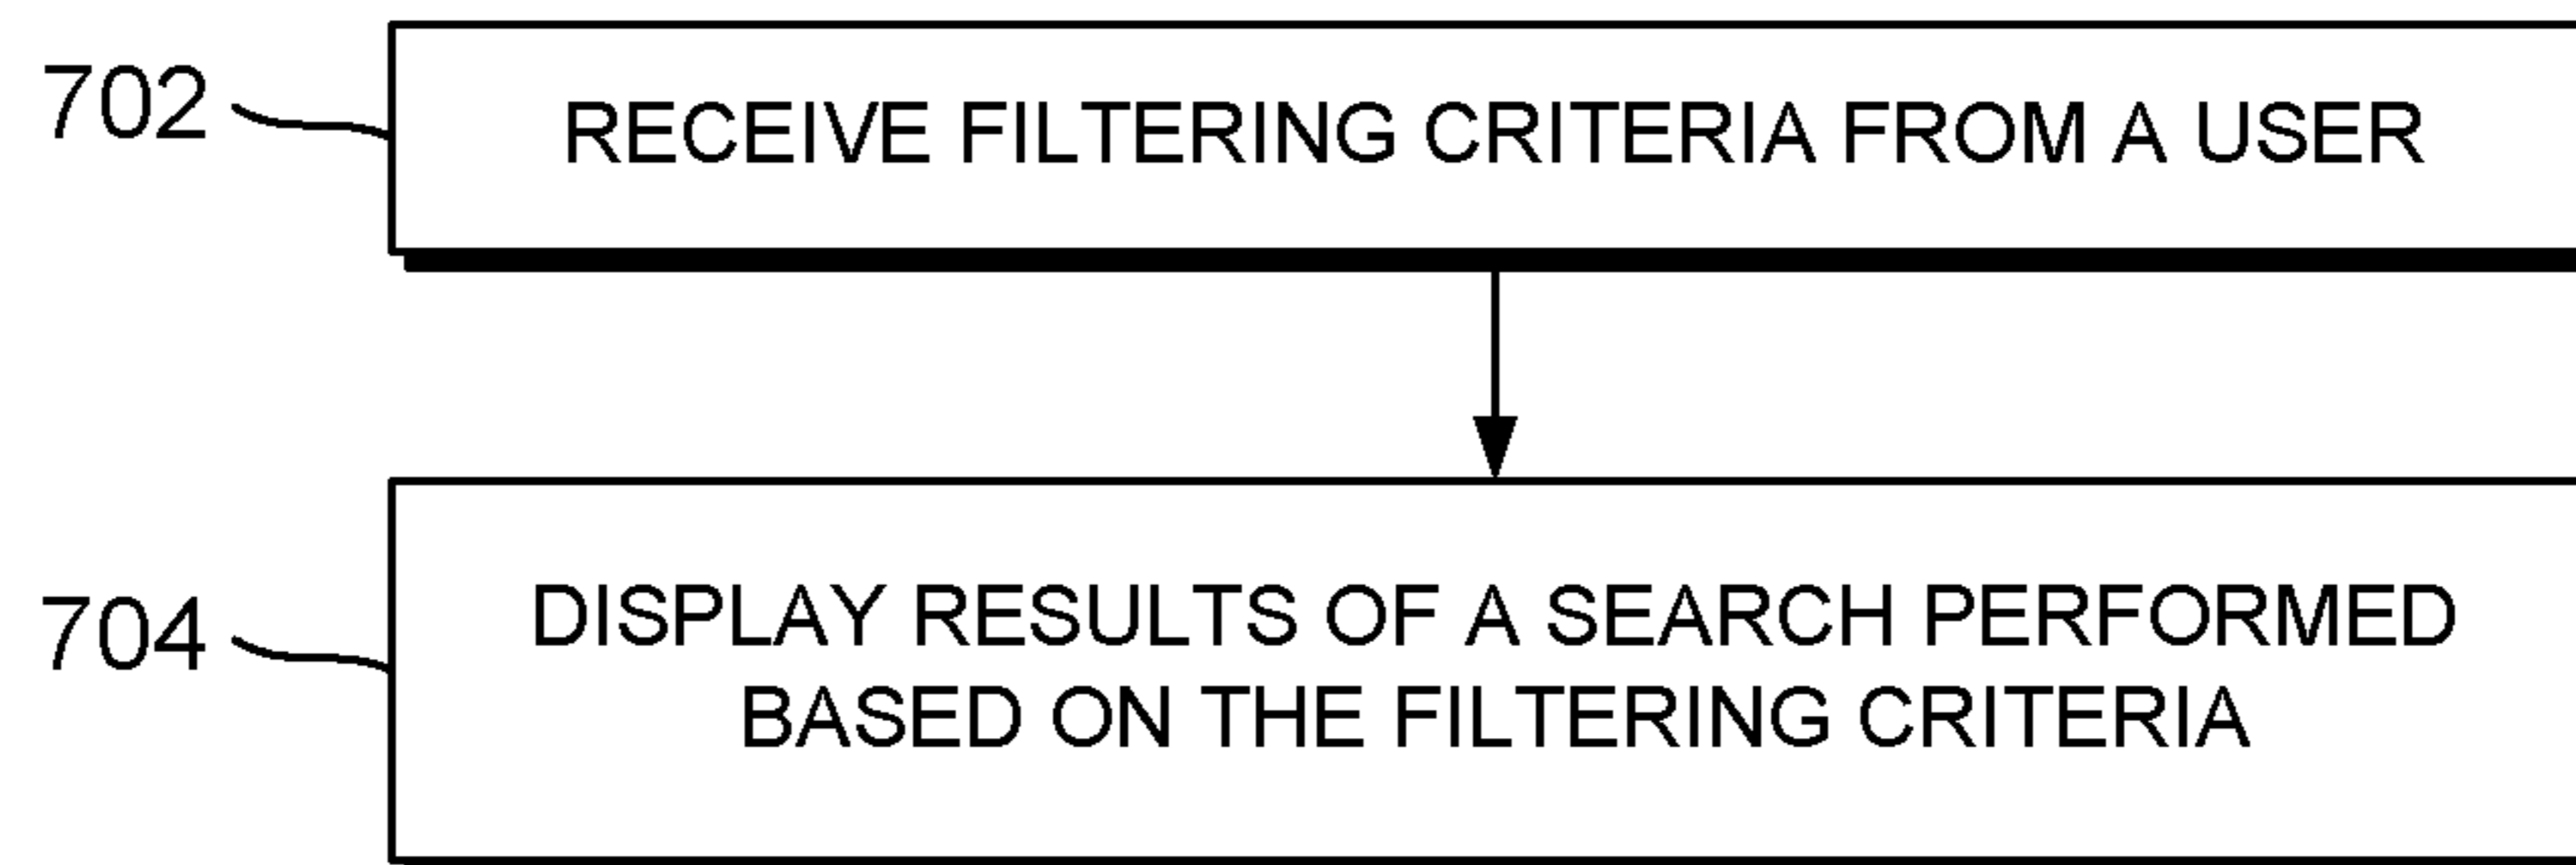 702
RECEIVE FILTERING CRITERIA FROM A USER
704
DISPLAY RESULTS OF A SEARCH PERFORMED
BASED ON THE FILTERING CRITERIA